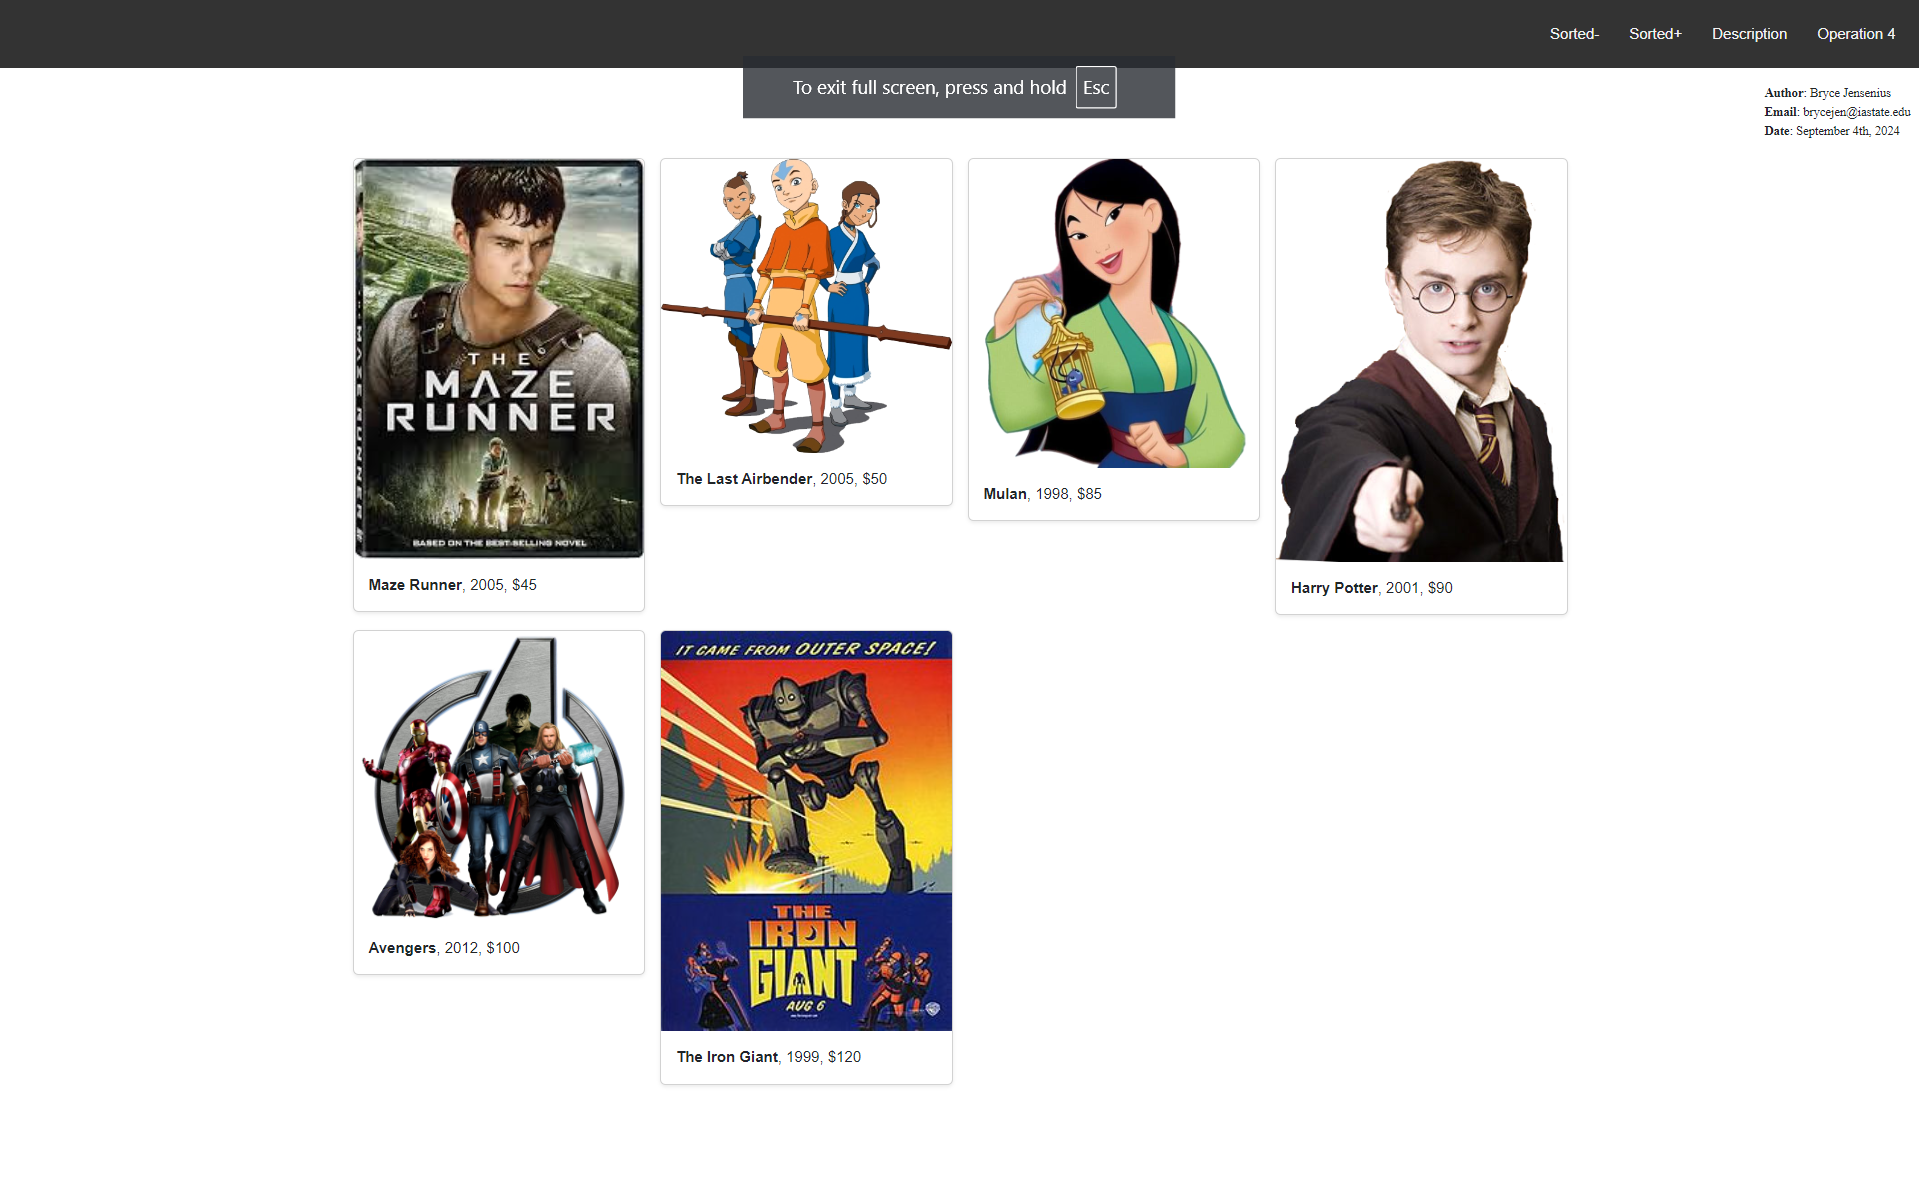 Sorted- Sorted+ Description Operation 4
To exit full screen, press and hold Esc
Author: Bryce Jensenius
Email: brycejen@iastate.edu
Date: September 4th, 2024
THE
MAZE
RUNNER
BASED ON THE BEST-SELLING NOVEL
MAZE RUNNER
Maze Runner, 2005, $45
The Last Airbender, 2005, $50
Mulan, 1998, $85
Harry Potter, 2001, $90
Avengers, 2012, $100
IT CAME FROM OUTER SPACE!
THE
IRON
GIANT
AUG 6
The Iron Giant, 1999, $120